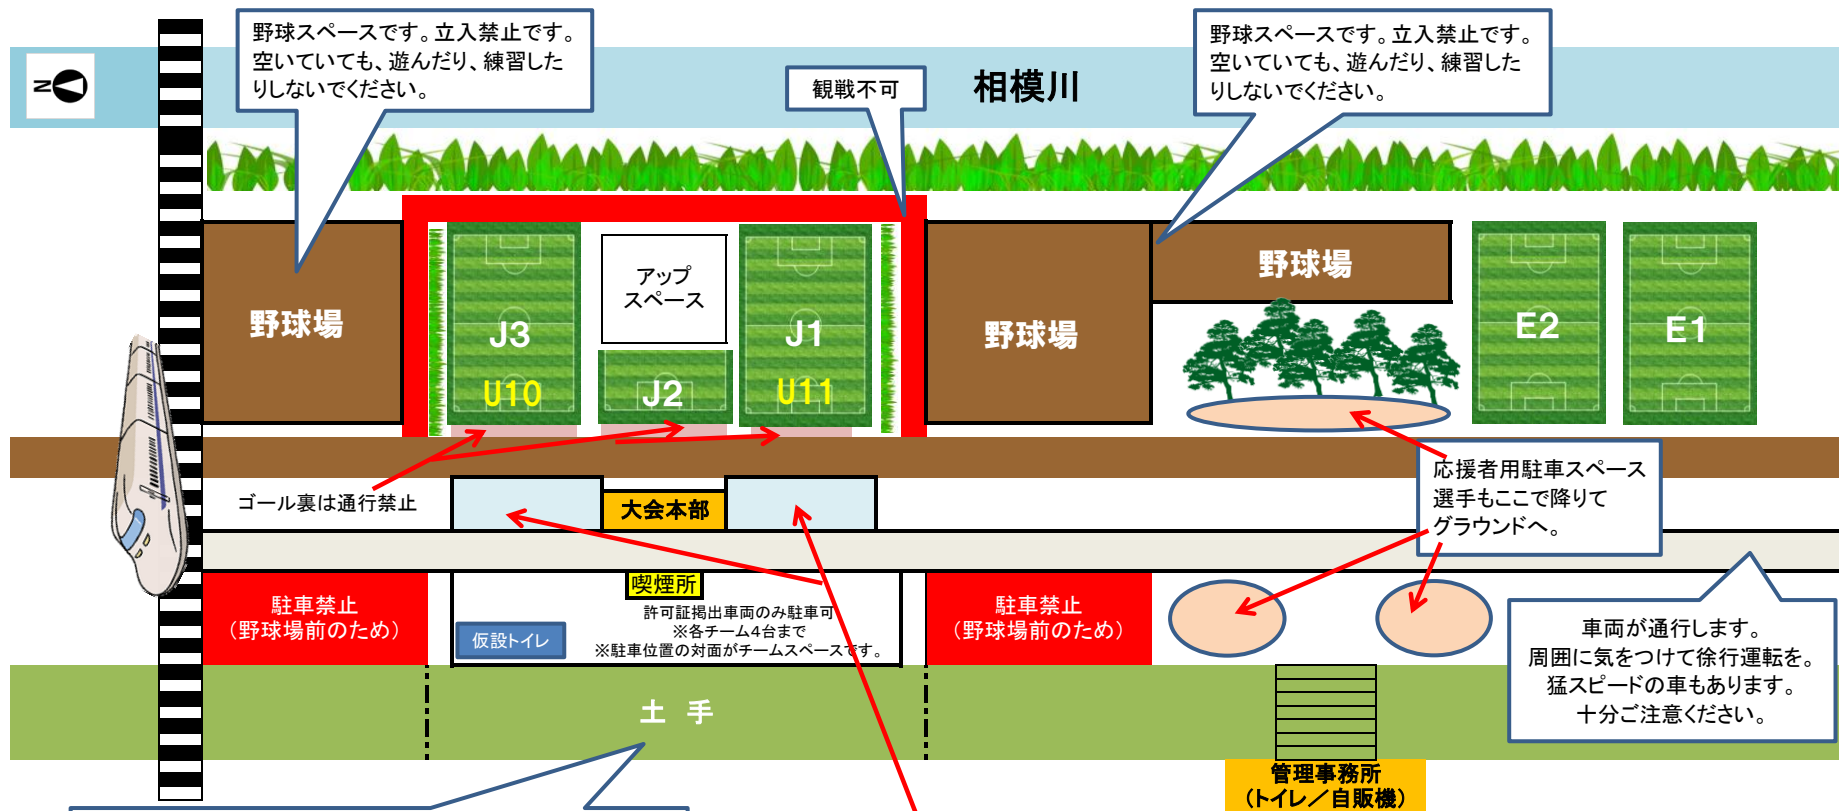 野球スペースです。立入禁止です。
空いていても、遊んだり、練習した
りしないでください。
野球スペースです。立入禁止です。
空いていても、遊んだり、練習した
りしないでください。
N
観戦不可
相模川
野球場
アップ
スペース
J3
U10
J2
J1
U11
野球場
野球場
E2
E1
ゴール裏は通行禁止
大会本部
応援者用駐車スペース
選手もここで降りて
グラウンドへ。
駐車禁止
（野球場前のため）
喫煙所
許可証掲出車両のみ駐車可
※各チーム4台まで
※駐車位置の対面がチームスペースです。
仮設トイレ
駐車禁止
（野球場前のため）
車両が通行します。
周囲に気をつけて徐行運転を。
猛スピードの車もあります。
十分ご注意ください。
土 手
管理事務所
（トイレ／自販機）